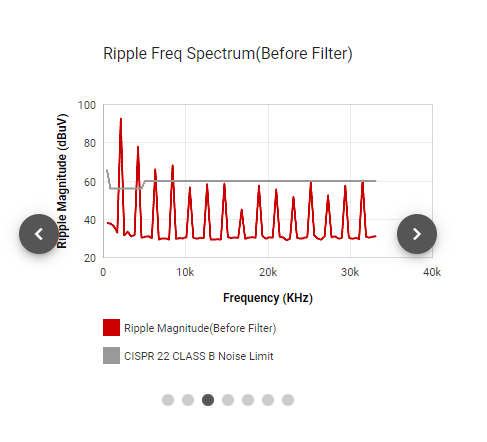 Ripple Freq Spectrum(Before Filter)
Ripple Magnitude (dBuV)
100
80
60
40
20
0
10k
20k
30k
40k
Frequency (KHz)
Ripple Magnitude(Before Filter)
CISPR 22 CLASS B Noise Limit